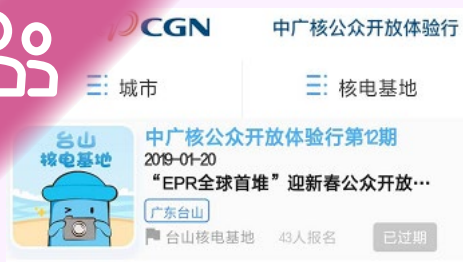 CGN 中广核公众开放体验行
城市 核电基地
台山
核电基地
中广核公众开放体验行第12期
2019-01-20
“EPR全球首堆”迎新春公众开放…
广东台山
台山核电基地 43人报名 已过期